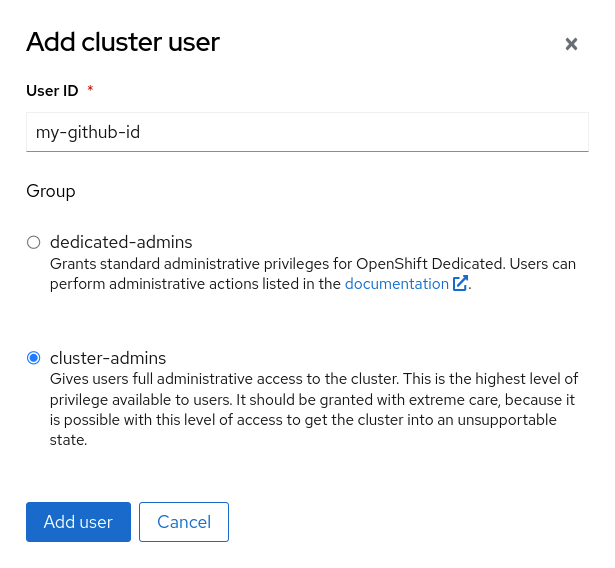 Add cluster user
User ID *
my-github-id
Group
dedicated-admins
Grants standard administrative privileges for OpenShift Dedicated. Users can
perform administrative actions listed in the documentation.
cluster-admins
Gives users full administrative access to the cluster. This is the highest level of
privilege available to users. It should be granted with extreme care, because it
is possible with this level of access to get the cluster into an unsupportable
state.
Add user
Cancel